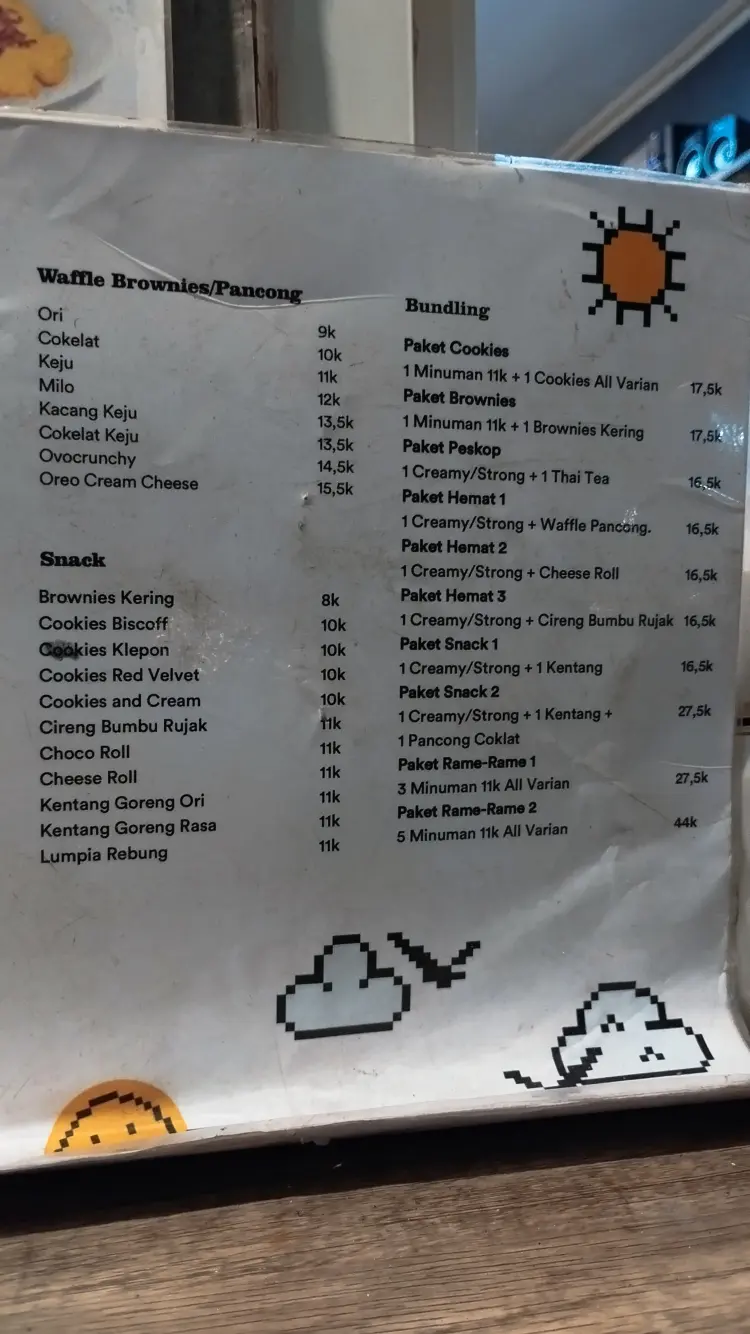 Waffle Brownies/Pancong
Ori 9k
Cokelat 10k
Keju 11k
Milo 12k
Kacang Keju 13,5k
Cokelat Keju 13,5k
Ovocrunchy 14,5k
Oreo Cream Cheese 15,5k
Snack
Brownies Kering 8k
Cookies Biscoff 10k
Cookies Klepon 10k
Cookies Red Velvet 10k
Cookies and Cream 10k
Cireng Bumbu Rujak 11k
Choco Roll 11k
Cheese Roll 11k
Kentang Goreng Ori 11k
Kentang Goreng Rasa 11k
Lumpia Rebung 11k
Bundling
Paket Cookies
1 Minuman 11k + 1 Cookies All Varian 17,5k
Paket Brownies
1 Minuman 11k + 1 Brownies Kering 17,5k
Paket Peskop
1 Creamy/Strong + 1 Thai Tea 16,5k
Paket Hemat 1
1 Creamy/Strong + Waffle Pancong. 16,5k
Paket Hemat 2
1 Creamy/Strong + Cheese Roll 16,5k
Paket Hemat 3
1 Creamy/Strong + Cireng Bumbu Rujak 16,5k
Paket Snack 1
1 Creamy/Strong + 1 Kentang 16,5k
Paket Snack 2
1 Creamy/Strong + 1 Kentang + 27,5k
1 Pancong Coklat
Paket Rame-Rame 1
3 Minuman 11k All Varian 27,5k
Paket Rame-Rame 2
5 Minuman 11k All Varian 44k